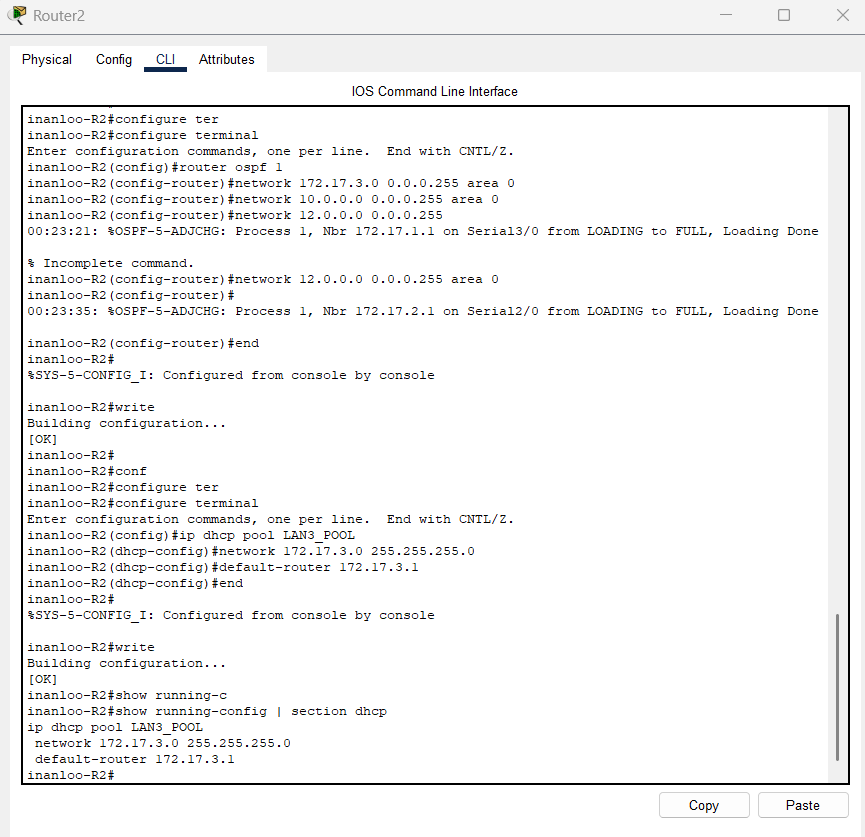 Router2
Physical Config CLI Attributes
IOS Command Line Interface
inanloo-R2#configure ter
inanloo-R2#configure terminal
Enter configuration commands, one per line.  End with CNTL/Z.
inanloo-R2(config)#router ospf 1
inanloo-R2(config-router)#network 172.17.3.0 0.0.0.255 area 0
inanloo-R2(config-router)#network 10.0.0.0 0.0.0.255 area 0
inanloo-R2(config-router)#network 12.0.0.0 0.0.0.255
00:23:21: %OSPF-5-ADJCHG: Process 1, Nbr 172.17.1.1 on Serial3/0 from LOADING to FULL, Loading Done
% Incomplete command.
inanloo-R2(config-router)#network 12.0.0.0 0.0.0.255 area 0
inanloo-R2(config-router)#
00:23:35: %OSPF-5-ADJCHG: Process 1, Nbr 172.17.2.1 on Serial2/0 from LOADING to FULL, Loading Done
inanloo-R2(config-router)#end
inanloo-R2#
%SYS-5-CONFIG_I: Configured from console by console
inanloo-R2#write
Building configuration...
[OK]
inanloo-R2#
inanloo-R2#conf
inanloo-R2#configure ter
inanloo-R2#configure terminal
Enter configuration commands, one per line.  End with CNTL/Z.
inanloo-R2(config)#ip dhcp pool LAN3_POOL
inanloo-R2(dhcp-config)#network 172.17.3.0 255.255.255.0
inanloo-R2(dhcp-config)#default-router 172.17.3.1
inanloo-R2(dhcp-config)#end
inanloo-R2#
%SYS-5-CONFIG_I: Configured from console by console
inanloo-R2#write
Building configuration...
[OK]
inanloo-R2#show running-c
inanloo-R2#show running-config | section dhcp
ip dhcp pool LAN3_POOL
 network 172.17.3.0 255.255.255.0
 default-router 172.17.3.1
inanloo-R2#
Copy Paste